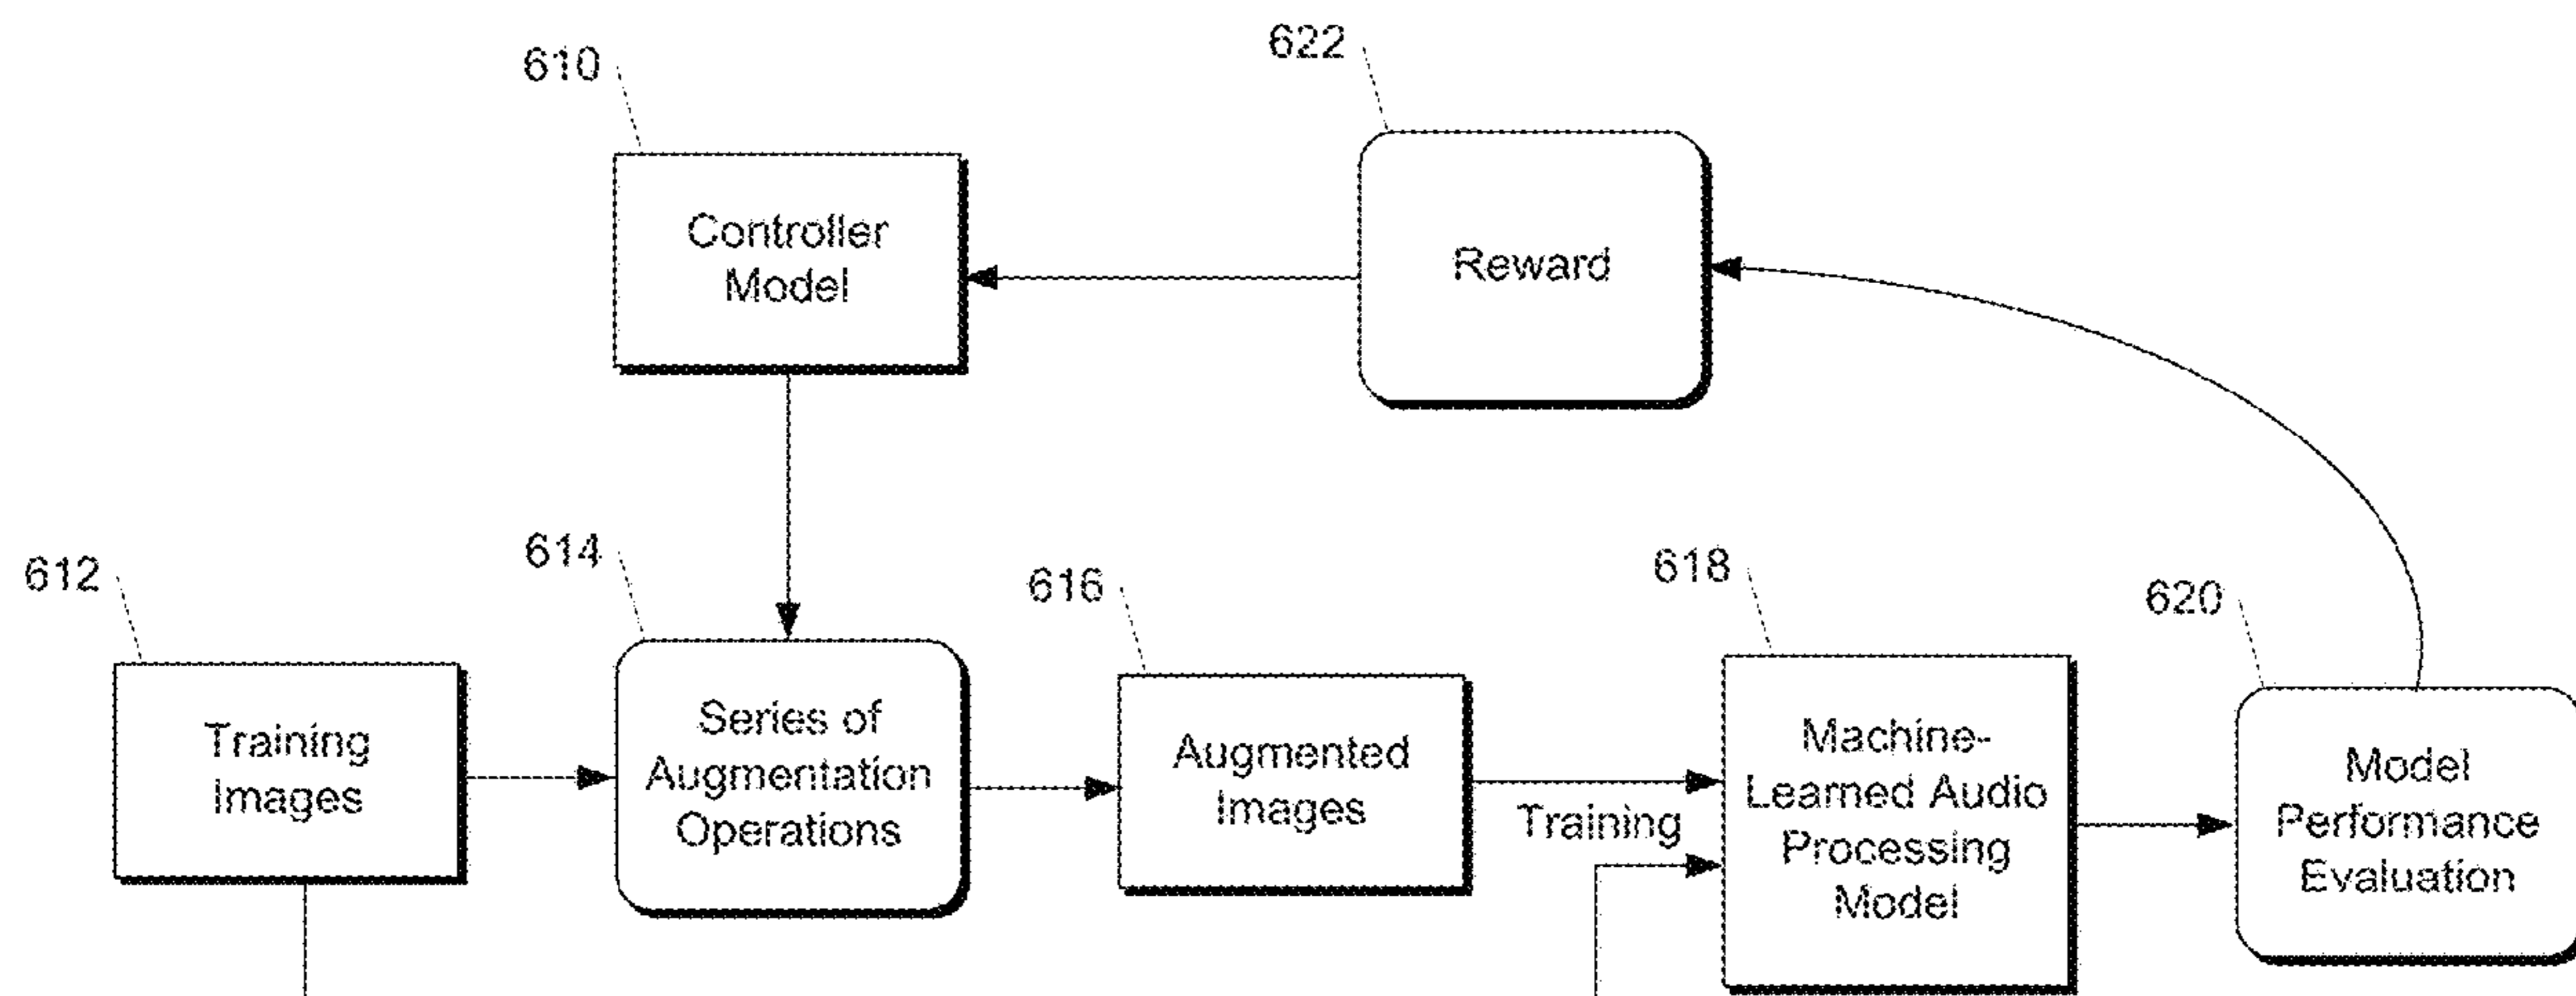 622
610
Controller
Model
Reward
614
612
616
618
620
Training
Images
Series of
Augmentation
Operations
Augmented
Images
Training
Machine-
Learned Audio
Processing
Model
Model
Performance
Evaluation